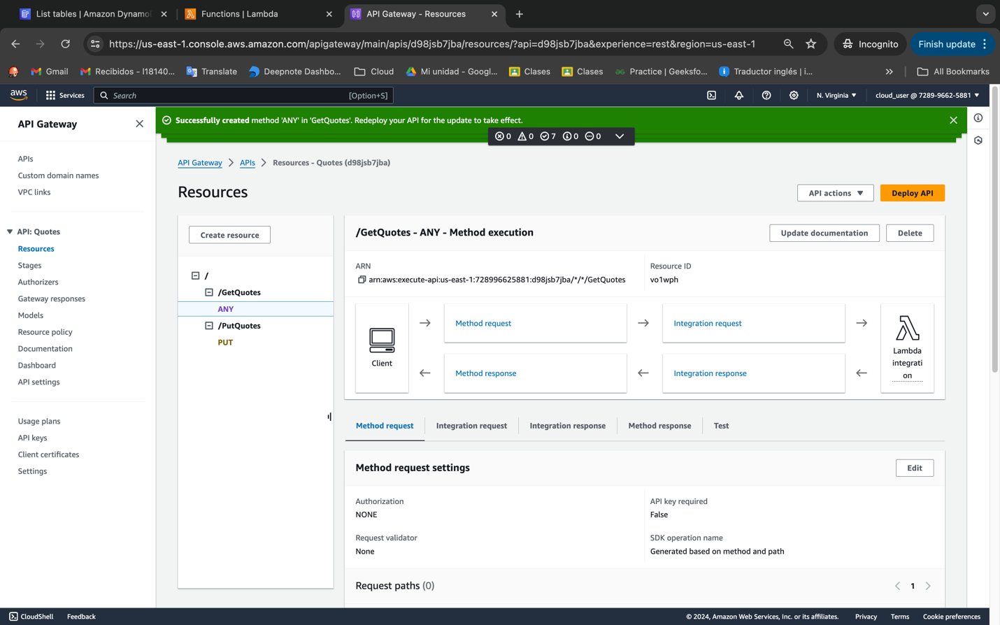 List tables | Amazon Dynamo
Functions | Lambda
API Gateway - Resources
https://us-east-1.console.aws.amazon.com/apigateway/main/apis/d98jsb7jba/resources/?api=d98jsb7jba&experience=rest&region=us-east-1
Incognito
Finish update
Gmail
Recibidos - l18140...
Translate
Deepnote Dashbo...
Cloud
Mi unidad - Googl...
Clases
Clases
Practice | Geeksfo...
Traductor inglés | i...
All Bookmarks
aws
Services
Search
[Option+S]
N. Virginia
cloud_user @ 7289-9662-5881
API Gateway
Successfully created method 'ANY' in 'GetQuotes'. Redeploy your API for the update to take effect.
0 0 7 0 0
APIs
Custom domain names
VPC links
API: Quotes
Resources
Stages
Authorizers
Gateway responses
Models
Resource policy
Documentation
Dashboard
API settings
Usage plans
API keys
Client certificates
Settings
API Gateway > APIs > Resources - Quotes (d98jsb7jba)
Resources
API actions
Deploy API
Create resource
/
/GetQuotes
ANY
/PutQuotes
PUT
/GetQuotes - ANY - Method execution
Update documentation
Delete
ARN
arn:aws:execute-api:us-east-1:728996625881:d98jsb7jba/*/*/GetQuotes
Resource ID
vo1wph
Client
Method request
Integration request
Method response
Integration response
Lambda
integrati
on
Method request
Integration request
Integration response
Method response
Test
Method request settings
Edit
Authorization
NONE
API key required
False
Request validator
None
SDK operation name
Generated based on method and path
Request paths (0)
1
CloudShell
Feedback
© 2024, Amazon Web Services, Inc. or its affiliates.
Privacy
Terms
Cookie preferences